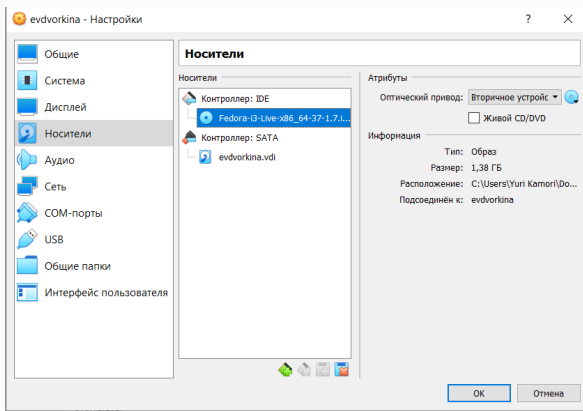 evdvorkina - Настройки
?
Общие
Система
Дисплей
Носители
Аудио
Сеть
COM-порты
USB
Общие папки
Интерфейс пользователя
Носители
Носители
Контроллер: IDE
Fedora-i3-Live-x86_64-37-1.7.i...
Контроллер: SATA
evdvorkina.vdi
Атрибуты
Оптический привод: Вторичное устройс
Живой CD/DVD
Информация
Тип: Образ
Размер: 1,38 ГБ
Расположение: C:\Users\Yuri Kamori\Do...
Подсоединён к: evdvorkina
OK
Отмена